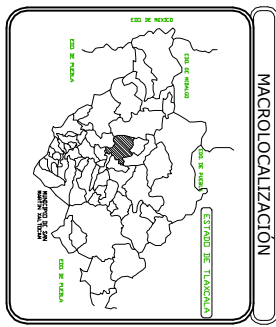 MACROLOCALIZACIÓN
ESTADO DE TLAXCALA
EDO. DE MEXICO
EDO. DE HIDALGO
EDO. DE PUEBLA
EDO. DE PUEBLA
EDO. DE PUEBLA
MUNICIPIO DE SAN
MARTIN XALTOCAN